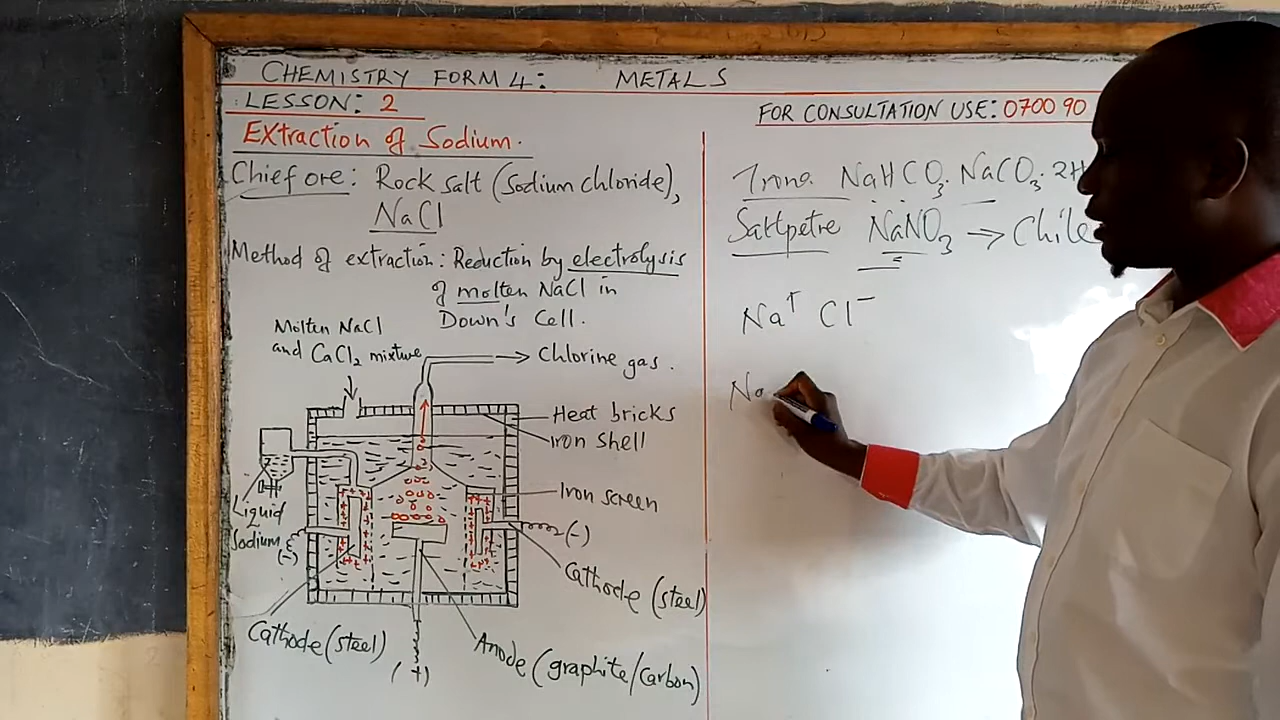 CHEMISTRY FORM 4: METALS
LESSON: 2
FOR CONSULTATION USE: 0700 90
Extraction of Sodium.
Chief ore: Rock salt (Sodium chloride),
NaCl
Method of extraction: Reduction by electrolysis
of molten NaCl in
Down's Cell.
Molten NaCl
and CaCl2 mixture
Chlorine gas.
Heat bricks
Iron shell
Iron screen
Liquid
Sodium
(-)
(-)
Cathode (steel)
Cathode (steel)
Anode (graphite/carbon)
(+)
Trona NaHCO3. NaCO3. 2H
Saltpetre NaNO3 → Chile
Na+ Cl-
Na